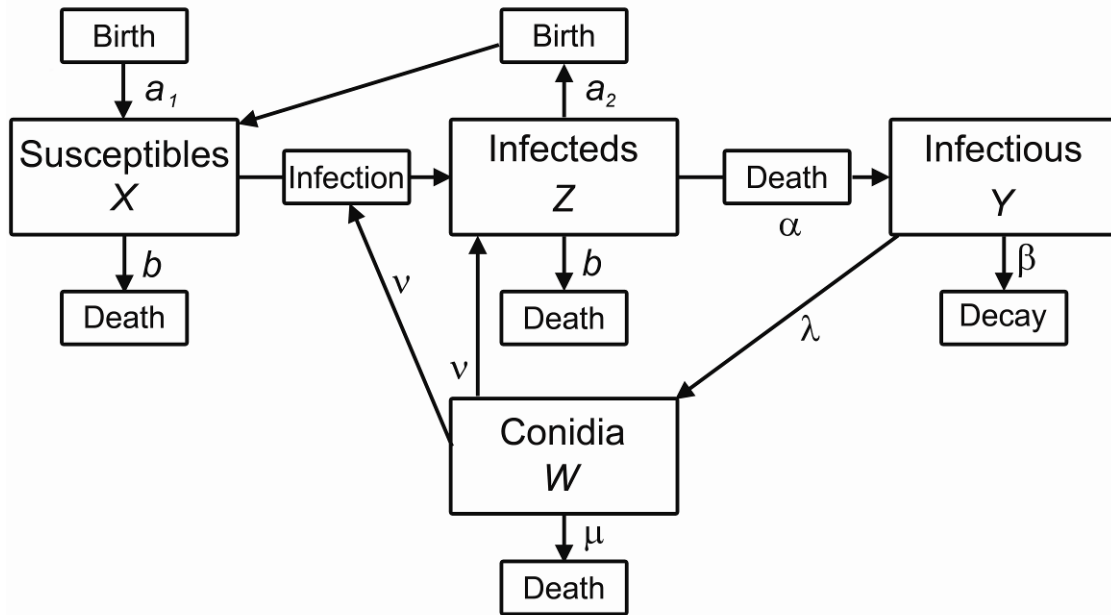 Birth
Birth
a1
a2
Susceptibles
X
Infection
Infecteds
Z
Death
α
Infectious
Y
b
ν
ν
b
λ
β
Death
Death
Decay
Conidia
W
μ
Death